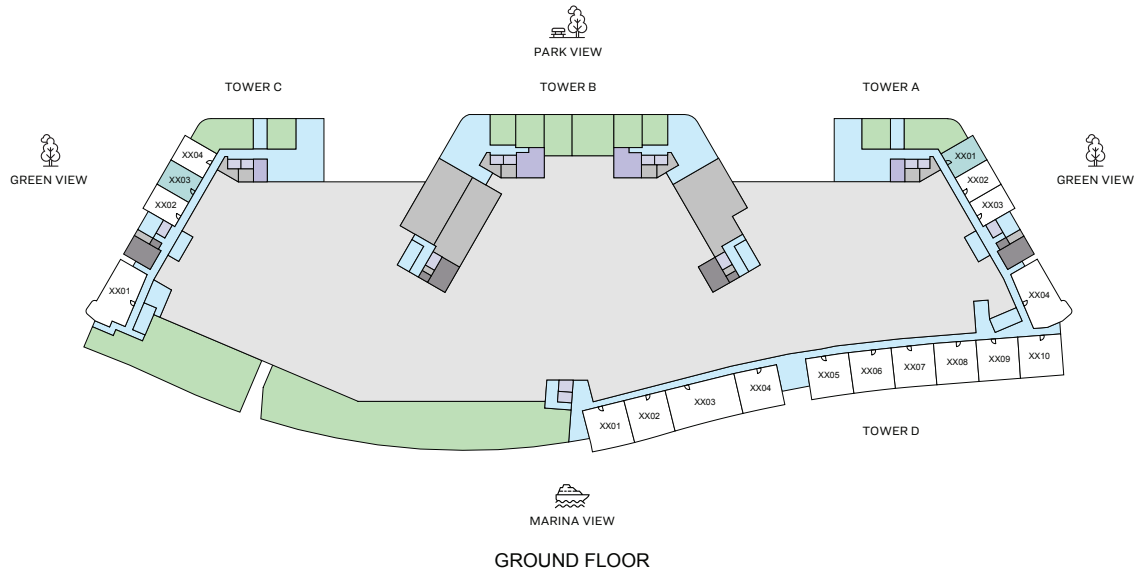 PARK VIEW
TOWER C
TOWER B
TOWER A
GREEN VIEW
GREEN VIEW
XX04
XX03
XX02
XX01
XX01
XX02
XX03
XX04
XX05
XX06
XX07
XX08
XX09
XX10
XX01
XX02
XX03
XX04
TOWER D
MARINA VIEW
GROUND FLOOR